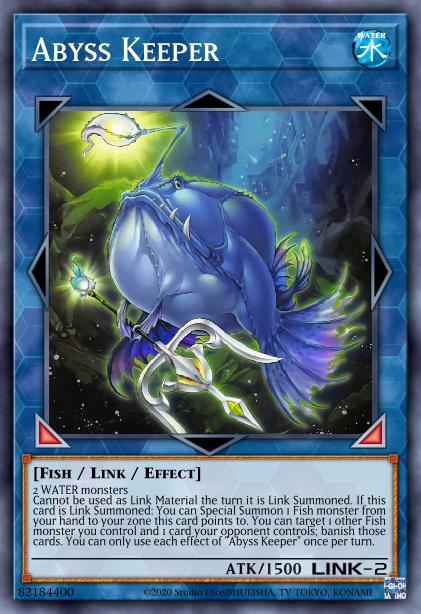 Abyss Keeper
WATER
水
[Fish / Link / Effect]
2 WATER monsters
Cannot be used as Link Material the turn it is Link Summoned. If this
card is Link Summoned: You can Special Summon 1 Fish monster from
your hand to your zone this card points to. You can target 1 other Fish
monster you control and 1 card your opponent controls; banish those
cards. You can only use each effect of "Abyss Keeper" once per turn.
ATK/1500 LINK-2
82184400
©2020 Studio Dice/SHUEISHA, TV TOKYO, KONAMI